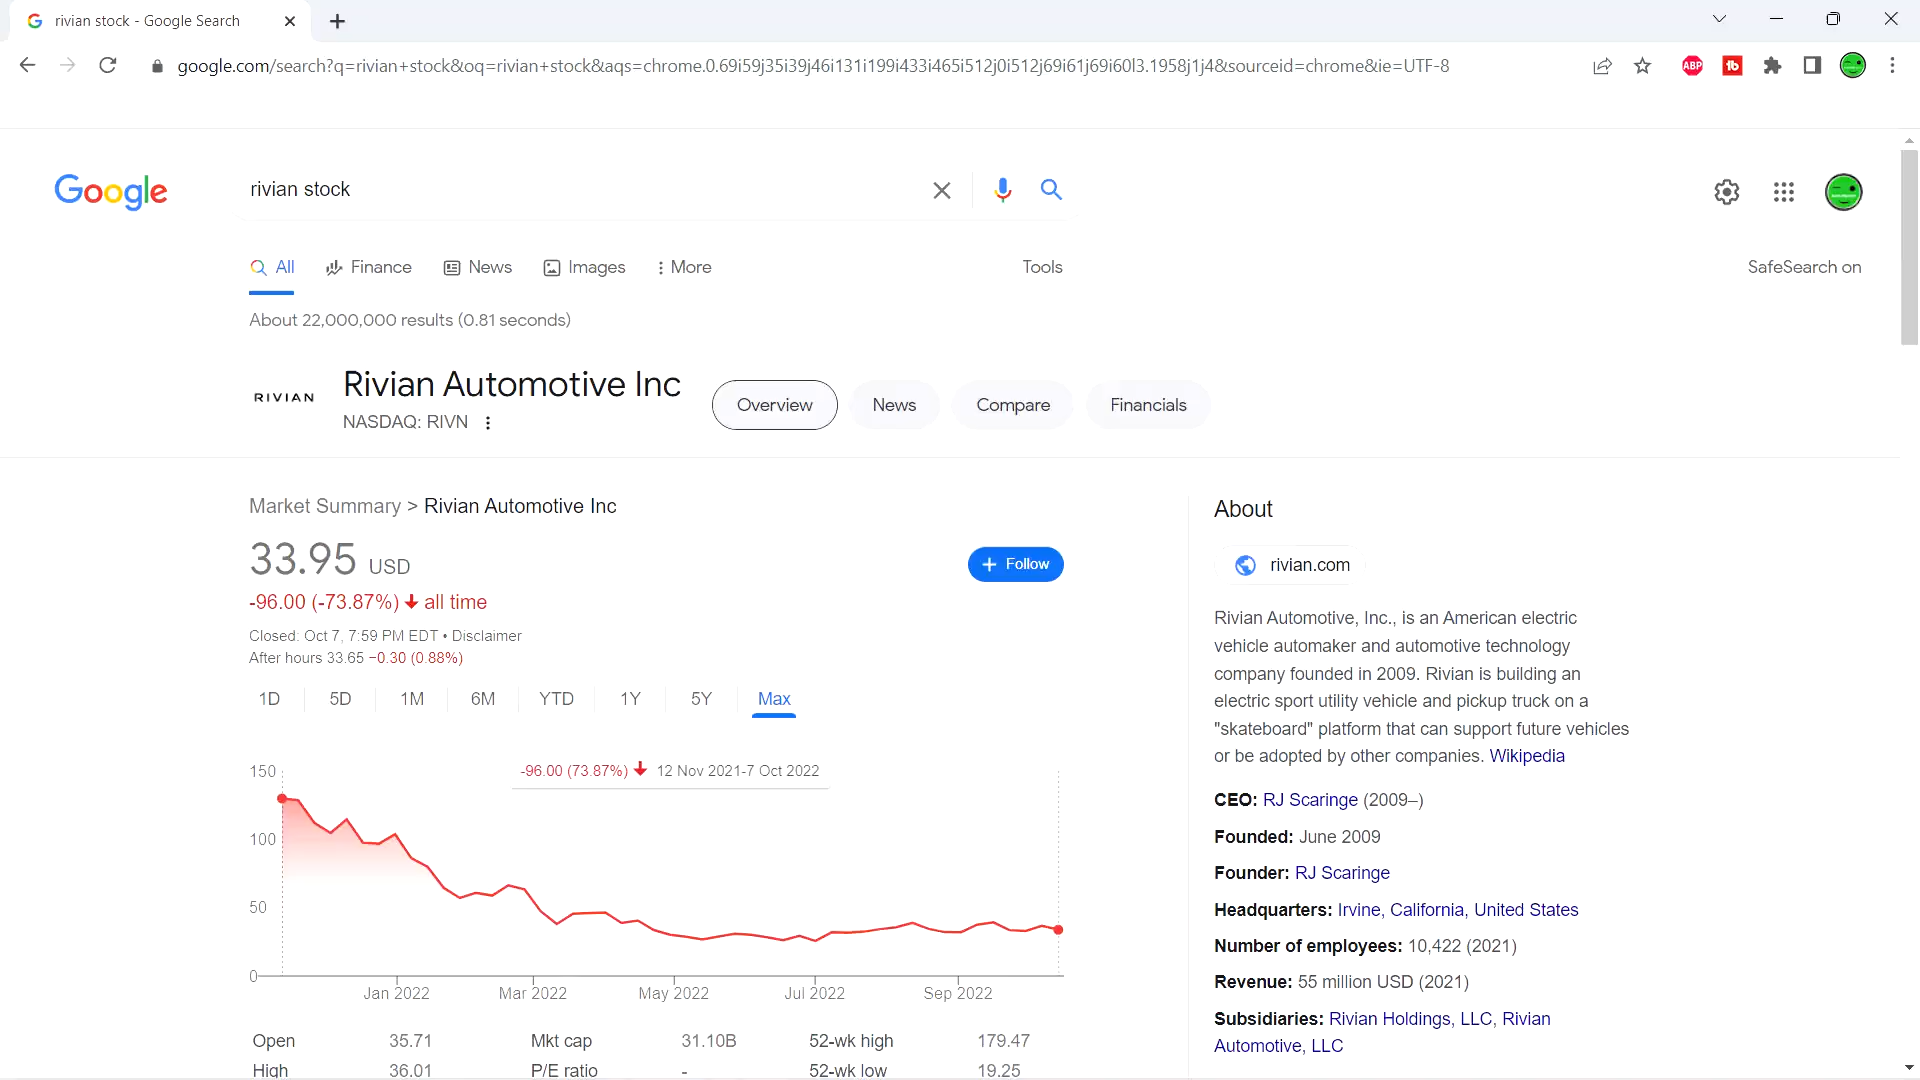 rivian stock - Google Search
google.com/search?q=rivian+stock&oq=rivian+stock&aqs=chrome.0.69i59j35i39j46i131i199i433i465i512j0i512j69i61j69i60l3.1958j1j4&sourceid=chrome&ie=UTF-8
ABP
tb
Google
rivian stock
All Finance News Images More Tools SafeSearch on
About 22,000,000 results (0.81 seconds)
RIVIAN
Rivian Automotive Inc
NASDAQ: RIVN
Overview News Compare Financials
Market Summary > Rivian Automotive Inc
33.95 USD
+ Follow
-96.00 (-73.87%) all time
Closed: Oct 7, 7:59 PM EDT • Disclaimer
After hours 33.65 −0.30 (0.88%)
1D 5D 1M 6M YTD 1Y 5Y Max
-96.00 (73.87%) 12 Nov 2021-7 Oct 2022
150
100
50
0
Jan 2022 Mar 2022 May 2022 Jul 2022 Sep 2022
Open 35.71 Mkt cap 31.10B 52-wk high 179.47
High 36.01 P/E ratio - 52-wk low 19.25
About
rivian.com
Rivian Automotive, Inc., is an American electric
vehicle automaker and automotive technology
company founded in 2009. Rivian is building an
electric sport utility vehicle and pickup truck on a
"skateboard" platform that can support future vehicles
or be adopted by other companies. Wikipedia
CEO: RJ Scaringe (2009–)
Founded: June 2009
Founder: RJ Scaringe
Headquarters: Irvine, California, United States
Number of employees: 10,422 (2021)
Revenue: 55 million USD (2021)
Subsidiaries: Rivian Holdings, LLC, Rivian
Automotive, LLC